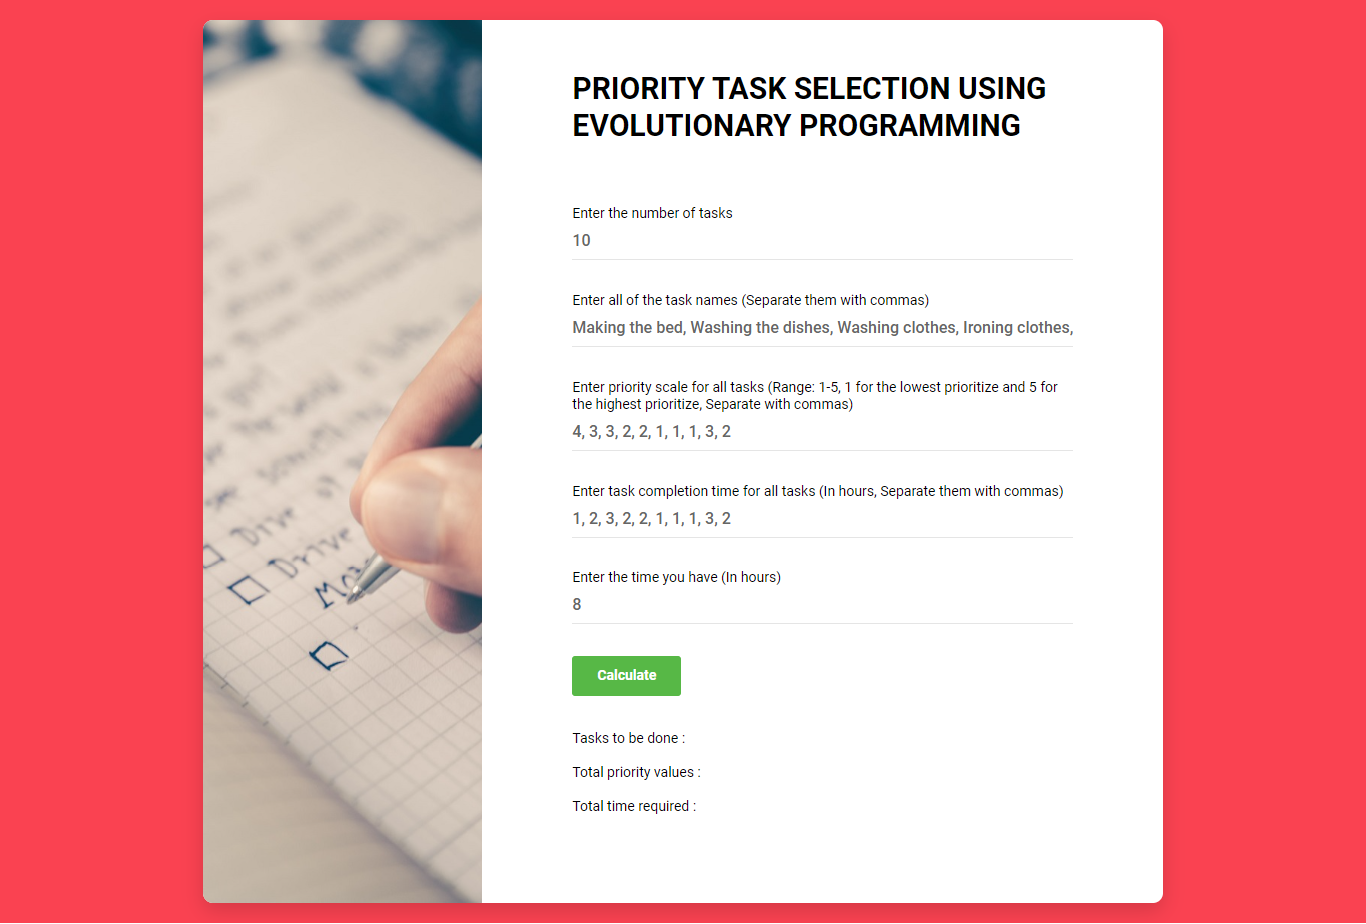 PRIORITY TASK SELECTION USING
EVOLUTIONARY PROGRAMMING
Enter the number of tasks
10
Enter all of the task names (Separate them with commas)
Making the bed, Washing the dishes, Washing clothes, Ironing clothes,
Enter priority scale for all tasks (Range: 1-5, 1 for the lowest prioritize and 5 for
the highest prioritize, Separate with commas)
4, 3, 3, 2, 2, 1, 1, 1, 3, 2
Enter task completion time for all tasks (In hours, Separate them with commas)
1, 2, 3, 2, 2, 1, 1, 1, 3, 2
Enter the time you have (In hours)
8
Calculate
Tasks to be done :
Total priority values :
Total time required :
Drive
Drive